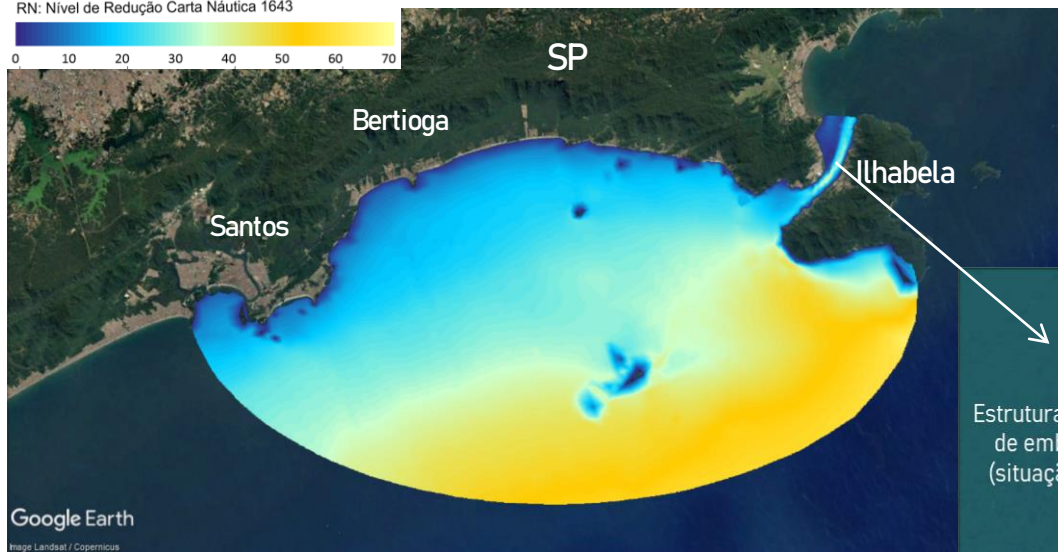 RN: Nível de Redução Carta Náutica 1643
0 10 20 30 40 50 60 70
SP
Bertioga
Ilhabela
Santos
Estrutura
de emb
(situaçã
Google Earth
Image Landsat / Copernicus